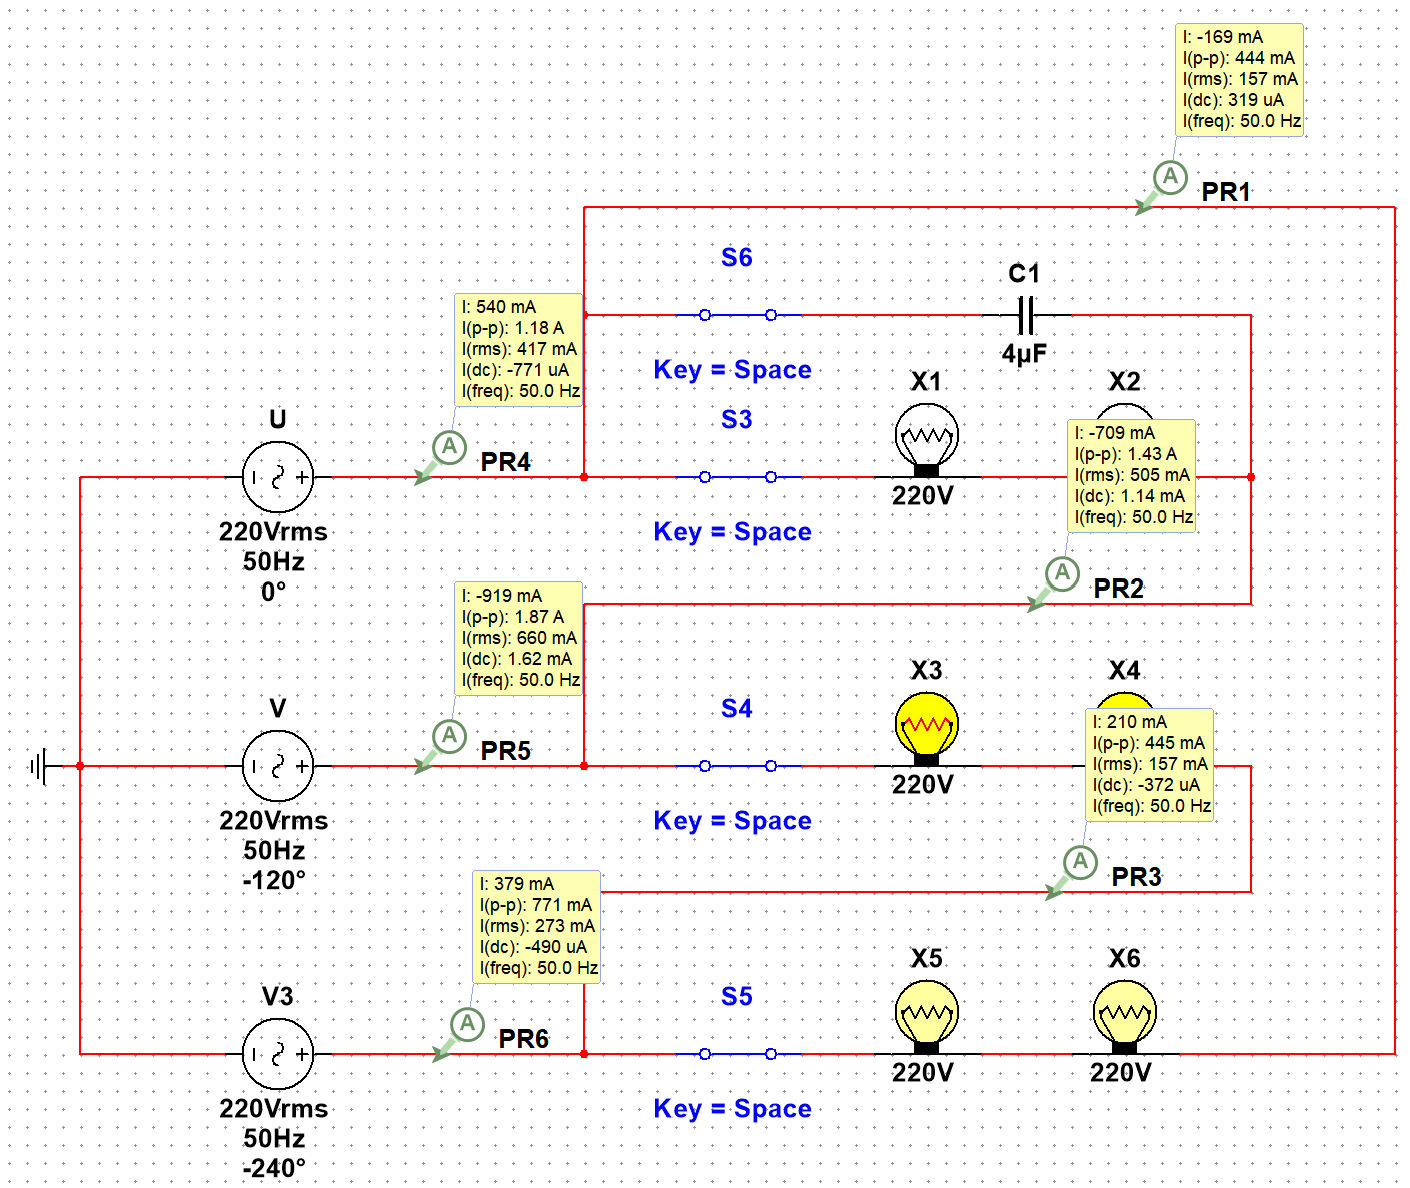 I: -169 mA
I(p-p): 444 mA
I(rms): 157 mA
I(dc): 319 uA
I(freq): 50.0 Hz
A
PR1
S6
C1
4µF
Key = Space
I: 540 mA
I(p-p): 1.18 A
I(rms): 417 mA
I(dc): -771 uA
I(freq): 50.0 Hz
A
PR4
U
220Vrms
50Hz
0°
S3
Key = Space
X1
220V
X2
I: -709 mA
I(p-p): 1.43 A
I(rms): 505 mA
I(dc): 1.14 mA
I(freq): 50.0 Hz
A
PR2
I: -919 mA
I(p-p): 1.87 A
I(rms): 660 mA
I(dc): 1.62 mA
I(freq): 50.0 Hz
A
PR5
V
220Vrms
50Hz
-120°
S4
Key = Space
X3
220V
X4
I: 210 mA
I(p-p): 445 mA
I(rms): 157 mA
I(dc): -372 uA
I(freq): 50.0 Hz
A
PR3
I: 379 mA
I(p-p): 771 mA
I(rms): 273 mA
I(dc): -490 uA
I(freq): 50.0 Hz
A
PR6
V3
220Vrms
50Hz
-240°
S5
Key = Space
X5
220V
X6
220V